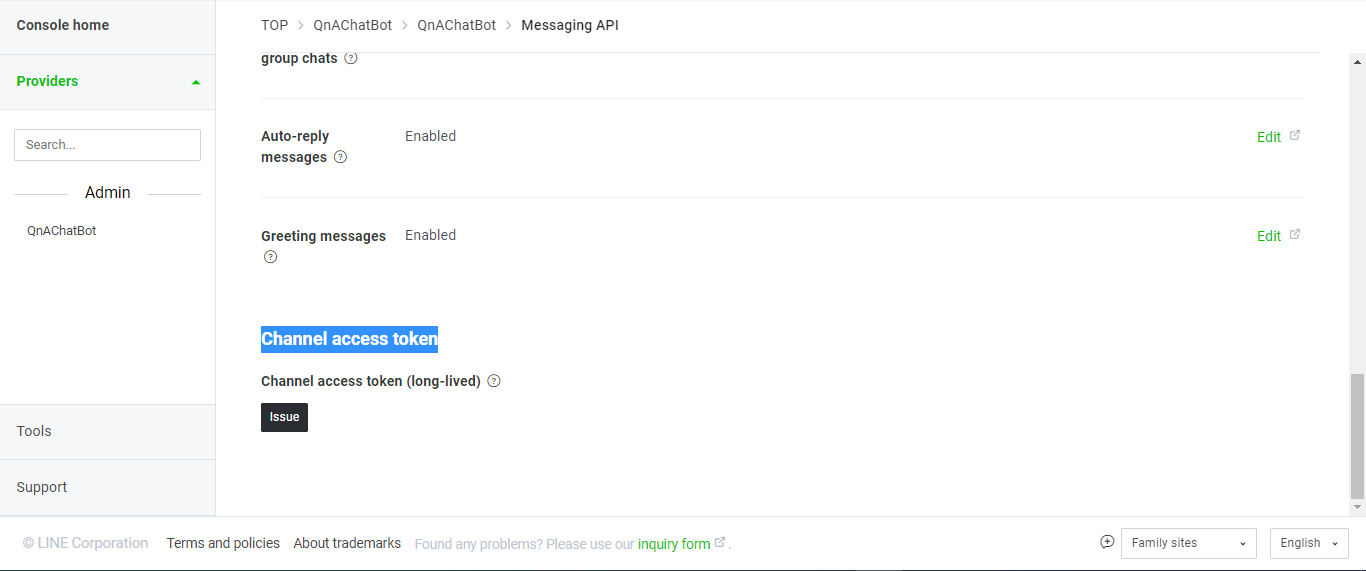 Console home
Providers
Search...
Admin
QnAChatBot
Tools
Support
TOP > QnAChatBot > QnAChatBot > Messaging API
group chats ?
Auto-reply
messages ?
Enabled
Edit
Greeting messages
?
Enabled
Edit
Channel access token
Channel access token (long-lived) ?
Issue
© LINE Corporation Terms and policies About trademarks Found any problems? Please use our inquiry form . Family sites English